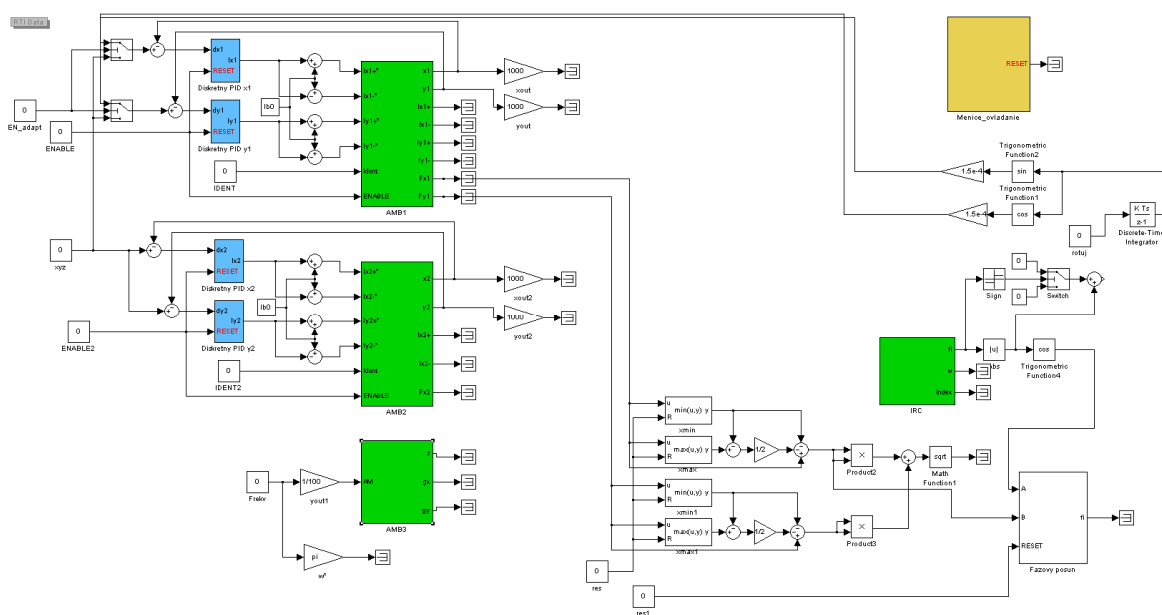 RTI Data
EN_adapt
0
ENABLE
0
xyz
0
ENABLE2
0
dx1
Ix1
RESET
Diskretny PID x1
dy1
Iy1
RESET
Diskretny PID y1
Ib0
0
IDENT
Ix1+*
Ix1-*
Iy1+*
Iy1-*
Ident
ENABLE
x1
y1
Ix1+
Ix1-
Iy1+
Iy1-
Fx1
Fy1
AMB1
1000
xout
1000
yout
dx2
Ix2
RESET
Diskretny PID x2
dy2
Iy2
RESET
Diskretny PID y2
Ib0
0
IDENT2
Ix2+*
Ix2-*
Iy2+*
Iy2-*
Ident
ENABLE
x2
y2
Ix2+
Ix2-
Fx2
AMB2
1000
xout2
1000
yout2
0
Frekv
1/100
yout1
AM
z
gx
gy
AMB3
pi
w*
RESET
Menice_ovladanie
Trigonometric
Function2
sin
1.5e-4
Trigonometric
Function1
cos
1.5e-4
0
rotuj
K Ts
z-1
Discrete-Time
Integrator
0
0
Sign
Switch
fi
w
Index
IRC
|u|
Abs
cos
Trigonometric
Function4
u
R
min(u,y) y
xmin
u
R
max(u,y) y
xmax
1/2
u
R
min(u,y) y
xmin1
u
R
max(u,y) y
xmax1
1/2
×
Product2
×
Product3
sqrt
Math
Function1
0
res
0
res1
A
B
RESET
fi
Fazovy posun